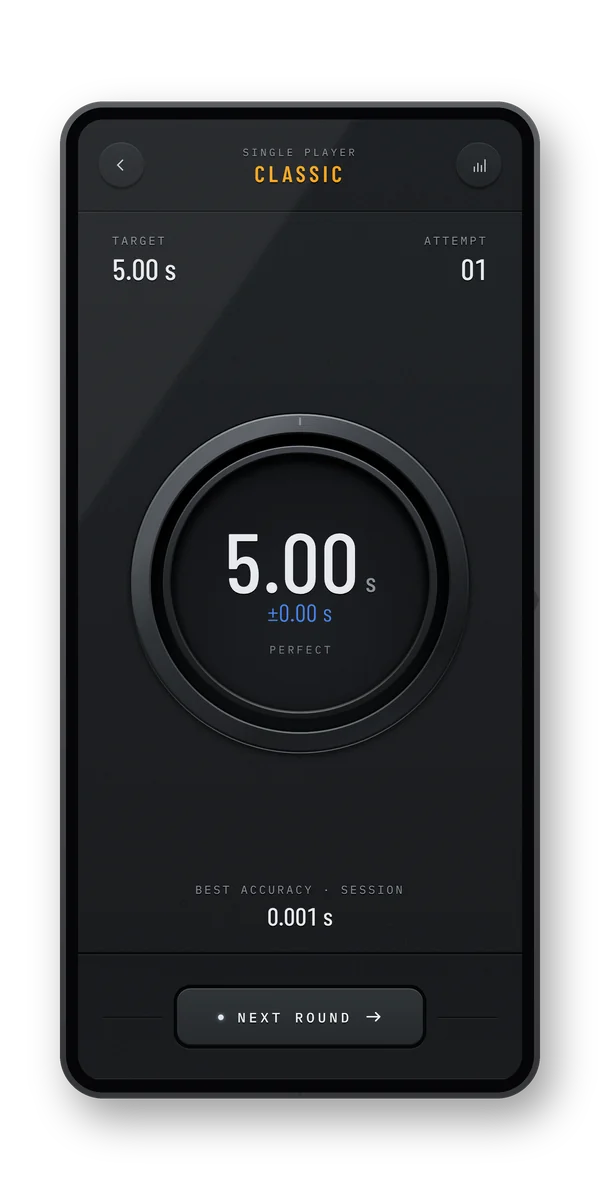 SINGLE PLAYER
CLASSIC
TARGET
5.00 s
ATTEMPT
01
5.00 s
±0.00 s
PERFECT
BEST ACCURACY · SESSION
0.001 s
NEXT ROUND →